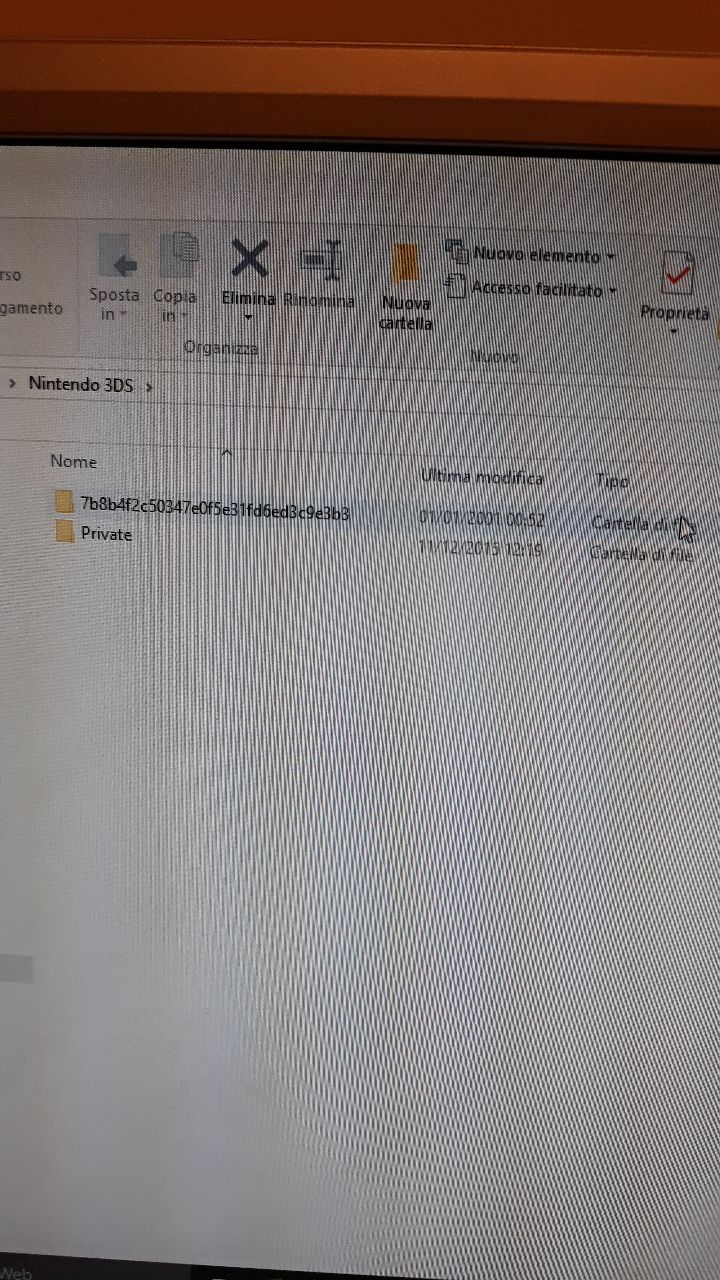 rso
gamento
Sposta in
Copia in
Elimina
Rinomina
Nuova cartella
Nuovo elemento
Accesso facilitato
Proprietà
Organizza
Nuovo
Nintendo 3DS
Nome
Ultima modifica
Tipo
7b8b4f2c50347e0f5e31fd6ed3c9e3b3
01/01/2001 00:52
Cartella di file
Private
11/12/2015 12:19
Cartella di file
Web